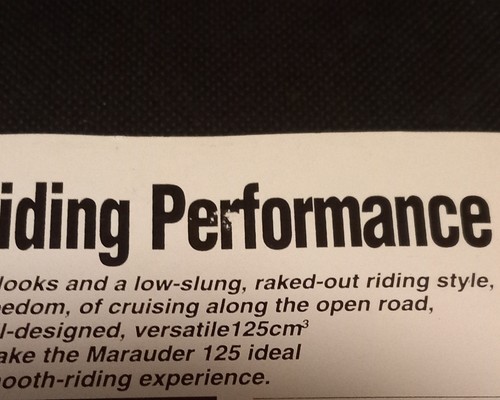 iding Performance
looks and a low-slung, raked-out riding style,
edom, of cruising along the open road,
l-designed, versatile125cm³
ake the Marauder 125 ideal
ooth-riding experience.